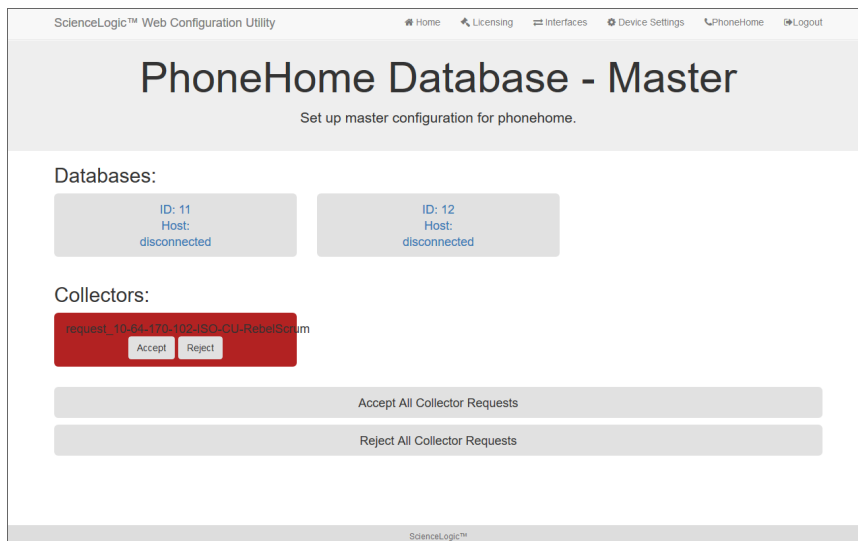 ScienceLogic™ Web Configuration Utility
Home Licensing Interfaces Device Settings PhoneHome Logout
PhoneHome Database - Master
Set up master configuration for phonehome.
Databases:
ID: 11
Host:
disconnected
ID: 12
Host:
disconnected
Collectors:
request_10-64-170-102-ISO-CU-RebelScrum
Accept Reject
Accept All Collector Requests
Reject All Collector Requests
ScienceLogic™